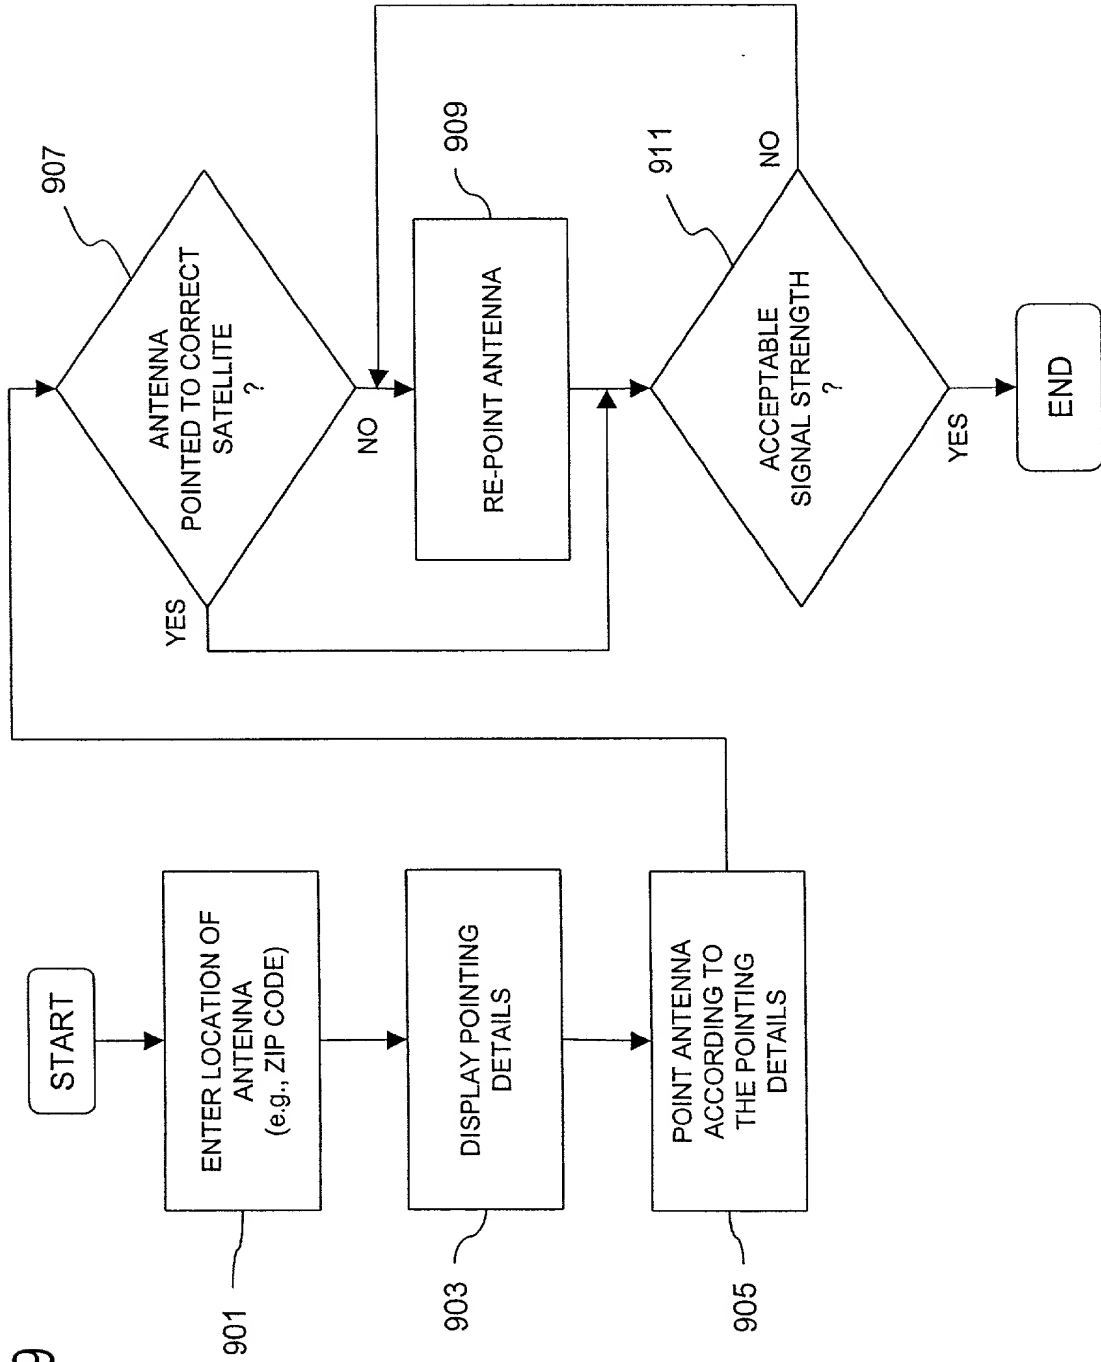 START
ENTER LOCATION OF
ANTENNA
(e.g., ZIP CODE)
901
DISPLAY POINTING
DETAILS
903
POINT ANTENNA
ACCORDING TO
THE POINTING
DETAILS
905
907
ANTENNA
POINTED TO CORRECT
SATELLITE
?
YES
NO
909
RE-POINT ANTENNA
911
ACCEPTABLE
SIGNAL STRENGTH
?
NO
YES
END
9